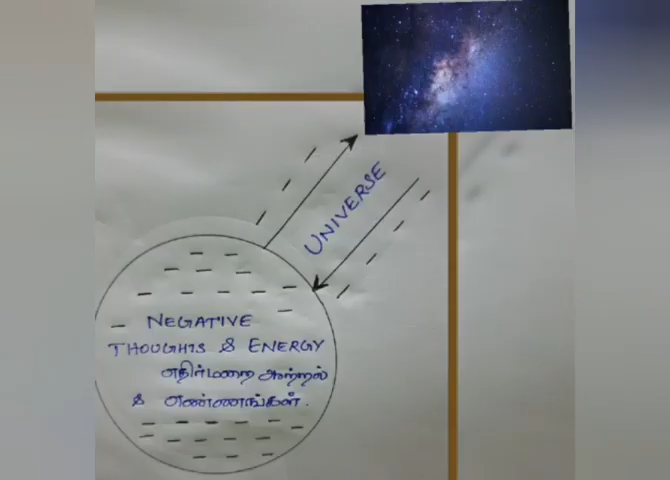 UNIVERSE
NEGATIVE
THOUGHTS & ENERGY
எதிர்மறை ஆற்றல்
& எண்ணங்கள்.